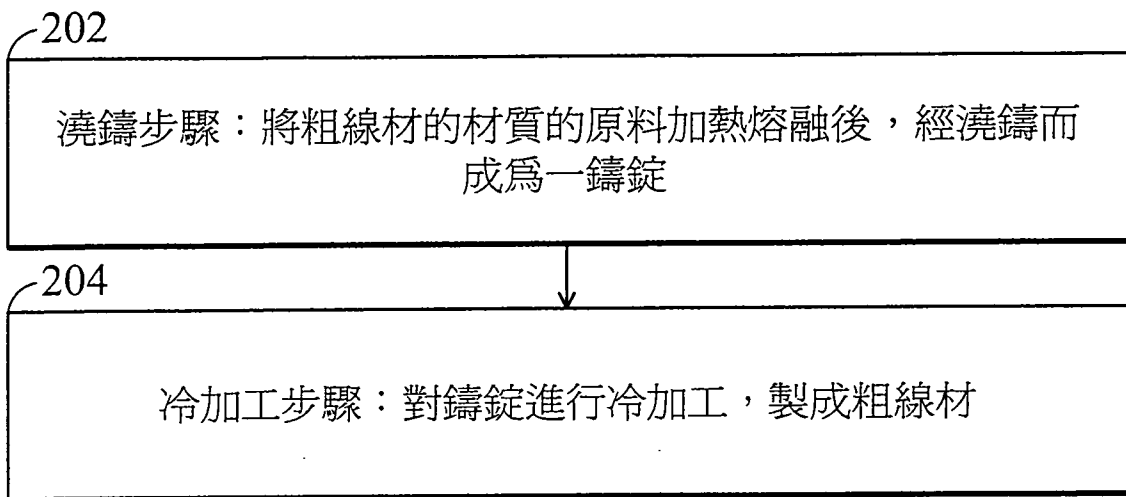 202
澆鑄步驟：將粗線材的材質的原料加熱熔融後，經澆鑄而
成爲一鑄錠
204
冷加工步驟：對鑄錠進行冷加工，製成粗線材